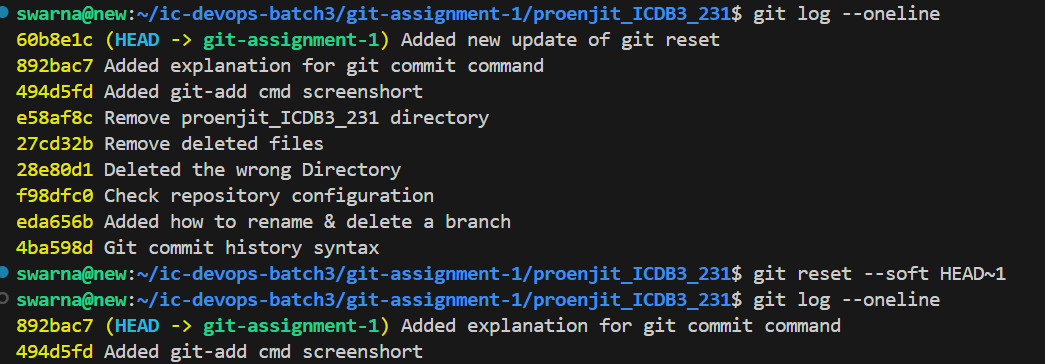 swarna@new:~/ic-devops-batch3/git-assignment-1/proenjit_ICDB3_231$ git log --oneline
60b8e1c (HEAD -> git-assignment-1) Added new update of git reset
892bac7 Added explanation for git commit command
494d5fd Added git-add cmd screenshort
e58af8c Remove proenjit_ICDB3_231 directory
27cd32b Remove deleted files
28e80d1 Deleted the wrong Directory
f98dfc0 Check repository configuration
eda656b Added how to rename & delete a branch
4ba598d Git commit history syntax
swarna@new:~/ic-devops-batch3/git-assignment-1/proenjit_ICDB3_231$ git reset --soft HEAD~1
swarna@new:~/ic-devops-batch3/git-assignment-1/proenjit_ICDB3_231$ git log --oneline
892bac7 (HEAD -> git-assignment-1) Added explanation for git commit command
494d5fd Added git-add cmd screenshort